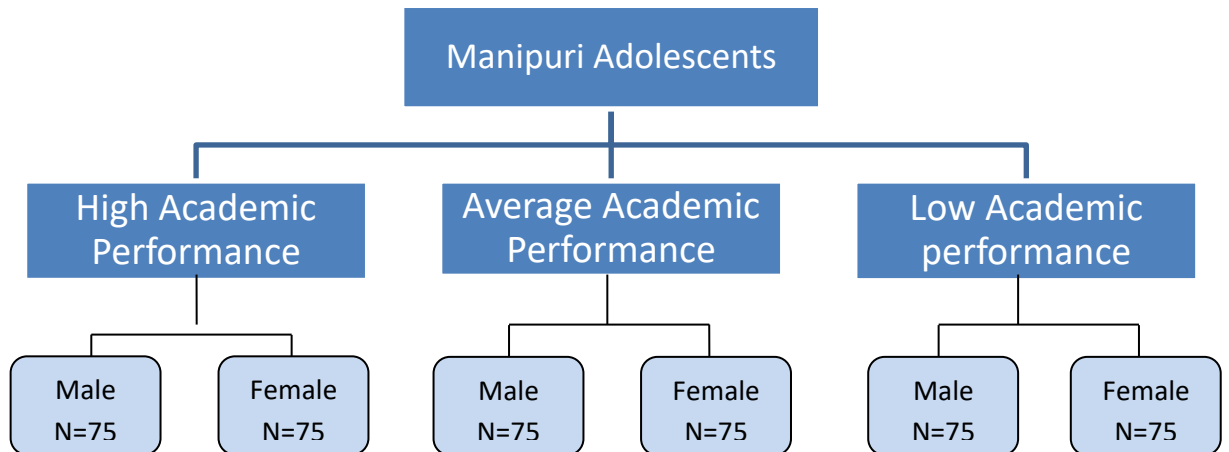 Manipuri Adolescents
High Academic
Performance
Average Academic
Performance
Low Academic
performance
Male
N=75
Female
N=75
Male
N=75
Female
N=75
Male
N=75
Female
N=75